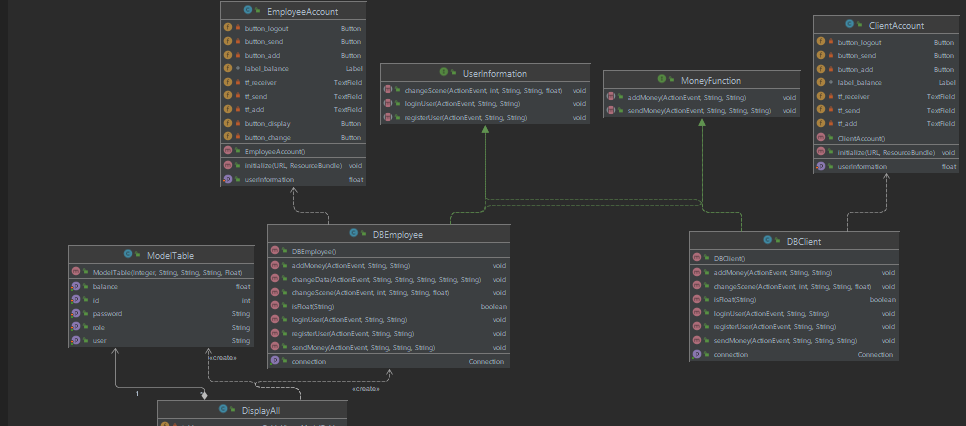 EmployeeAccount
button_logout Button
button_send Button
button_add Button
label_balance Label
tf_receiver TextField
tf_send TextField
tf_add TextField
button_display Button
button_change Button
EmployeeAccount()
initialize(URL, ResourceBundle) void
userInformation float
UserInformation
changeScene(ActionEvent, int, String, String, float) void
loginUser(ActionEvent, String, String) void
registerUser(ActionEvent, String, String) void
MoneyFunction
addMoney(ActionEvent, String, String) void
sendMoney(ActionEvent, String, String, String) void
ClientAccount
button_logout Button
button_send Button
button_add Button
label_balance Label
tf_receiver TextField
tf_send TextField
tf_add TextField
ClientAccount()
initialize(URL, ResourceBundle) void
userInformation float
ModelTable
ModelTable(Integer, String, String, String, Float)
balance float
id int
password String
role String
user String
DBEmployee
DBEmployee()
addMoney(ActionEvent, String, String) void
changeData(ActionEvent, String, String, String, String, String) void
changeScene(ActionEvent, int, String, String, float) void
isFloat(String) boolean
loginUser(ActionEvent, String, String) void
registerUser(ActionEvent, String, String) void
sendMoney(ActionEvent, String, String, String) void
connection Connection
DBClient
DBClient()
addMoney(ActionEvent, String, String) void
changeScene(ActionEvent, int, String, String, float) void
isFloat(String) boolean
loginUser(ActionEvent, String, String) void
registerUser(ActionEvent, String, String) void
sendMoney(ActionEvent, String, String, String) void
connection Connection
«create»
«create»
1
DisplayAll